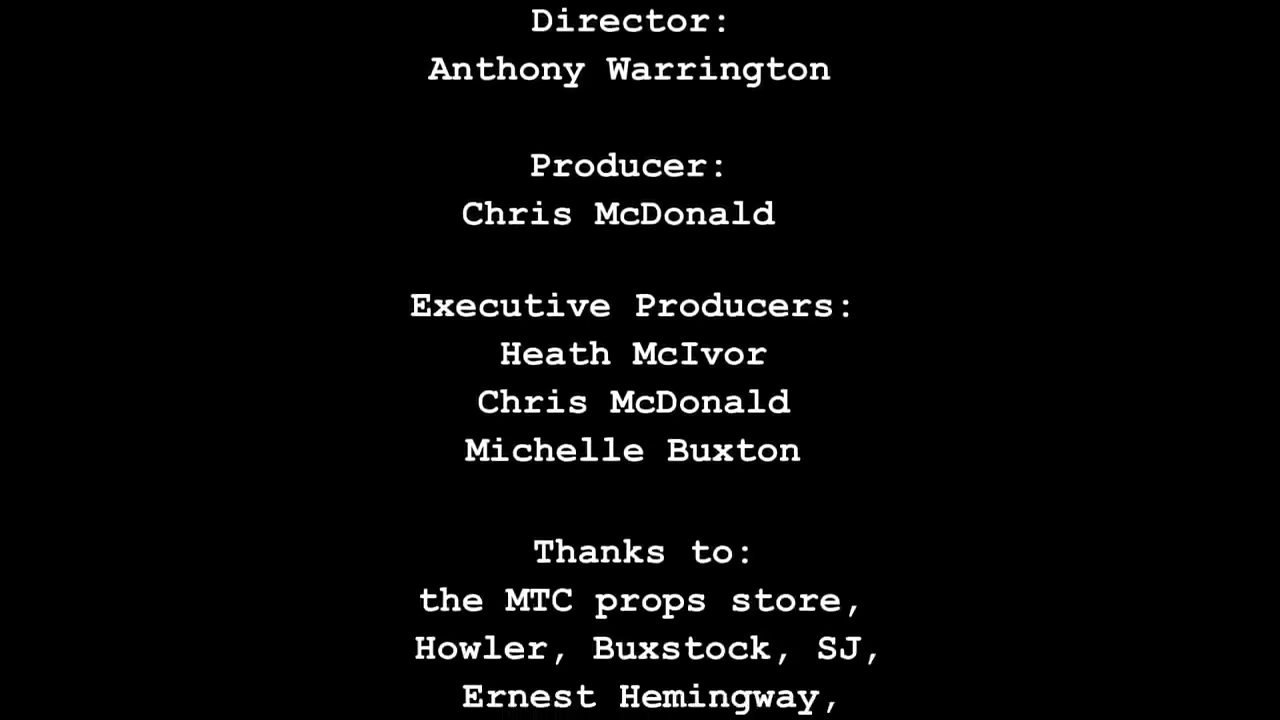 Director:
Anthony Warrington
Producer:
Chris McDonald
Executive Producers:
Heath McIvor
Chris McDonald
Michelle Buxton
Thanks to:
the MTC props store,
Howler, Buxstock, SJ,
Ernest Hemingway,